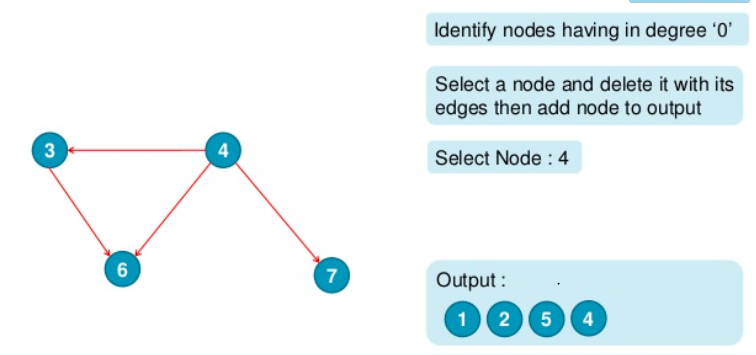 Identify nodes having in degree ‘0’
Select a node and delete it with its
edges then add node to output
3
4
Select Node : 4
6
7
Output :
1 2 5 4